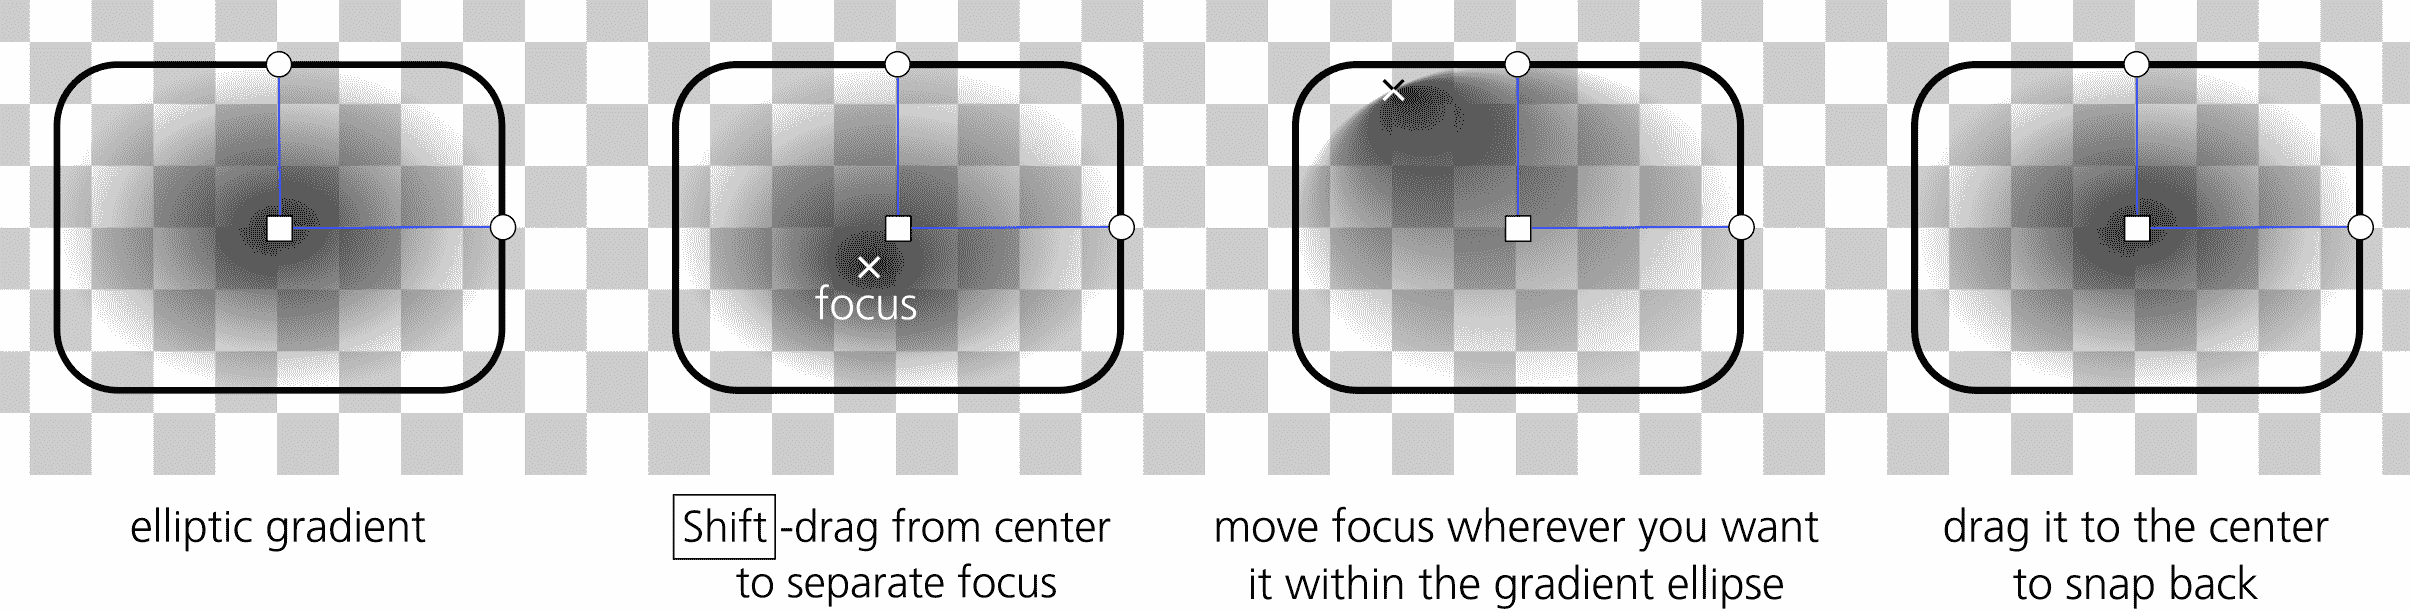 focus
elliptic gradient
Shift -drag from center
to separate focus
move focus wherever you want
it within the gradient ellipse
drag it to the center
to snap back